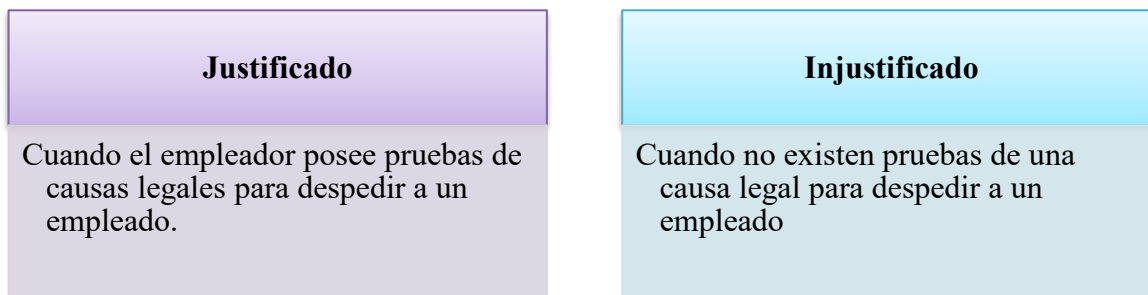 Justificado
Cuando el empleador posee pruebas de
causas legales para despedir a un
empleado.
Injustificado
Cuando no existen pruebas de una
causa legal para despedir a un
empleado